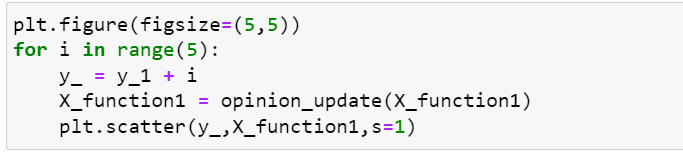 plt.figure(figsize=(5,5))
for i in range(5):
    y_ = y_1 + i
    X_function1 = opinion_update(X_function1)
    plt.scatter(y_,X_function1,s=1)